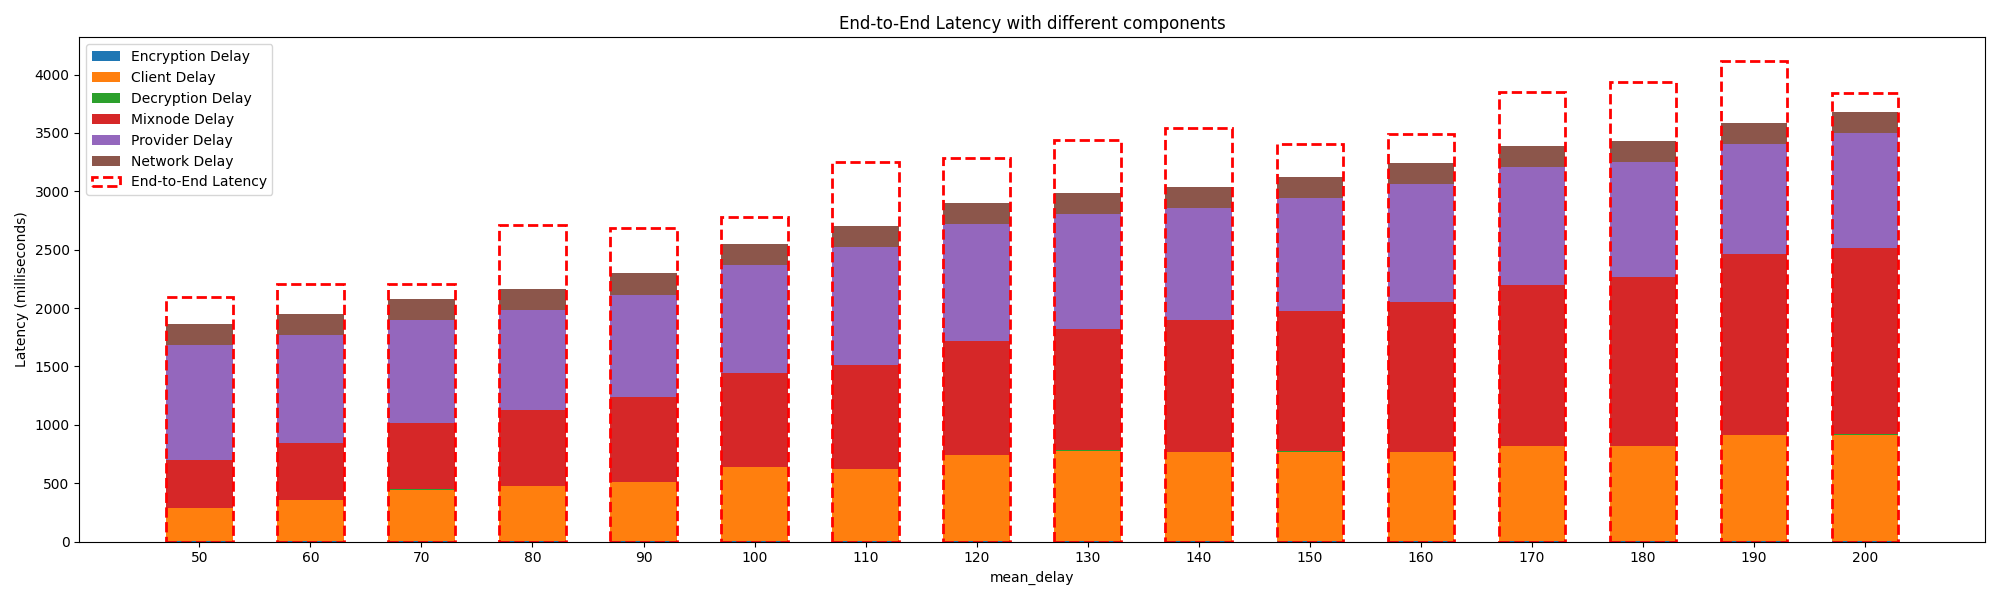 End-to-End Latency with different components
Encryption Delay
Client Delay
Decryption Delay
Mixnode Delay
Provider Delay
Network Delay
End-to-End Latency
4000
3500
3000
2500
2000
1500
1000
500
0
Latency (milliseconds)
50 60 70 80 90 100 110 120 130 140 150 160 170 180 190 200
mean_delay